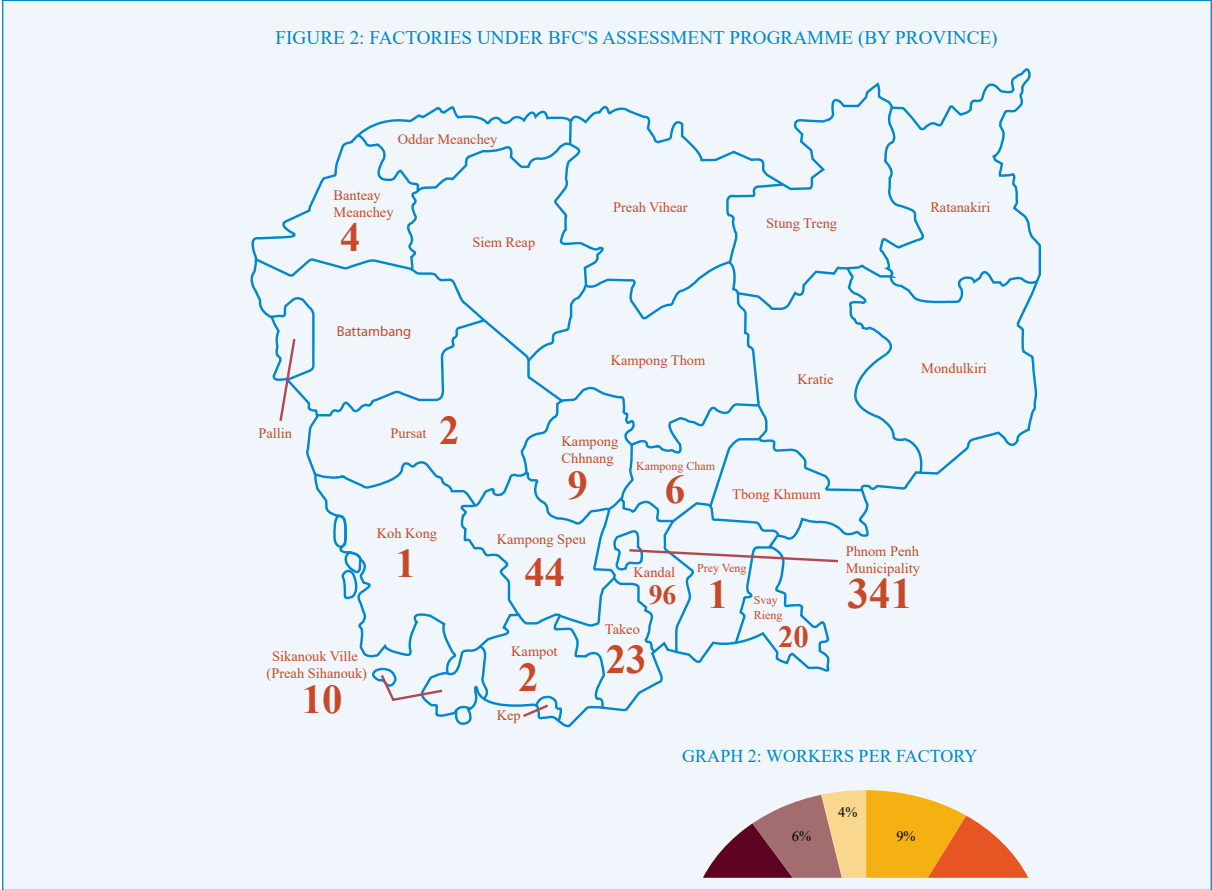 FIGURE 2: FACTORIES UNDER BFC'S ASSESSMENT PROGRAMME (BY PROVINCE)
Oddar Meanchey
Banteay
Meanchey
4
Siem Reap
Preah Vihear
Stung Treng
Ratanakiri
Battambang
Pallin
Pursat 2
Kampong Thom
Kratie
Mondulkiri
Kampong
Chhnang
9
Kampong Cham
6
Tbong Khmum
Koh Kong
1
Kampong Speu
44
Kandal
96
Prey Veng
1
Phnom Penh
Municipality
341
Svay
Rieng
20
Takeo
23
Sikanouk Ville
(Preah Sihanouk)
10
Kampot
2
Kep
GRAPH 2: WORKERS PER FACTORY
6%
4%
9%